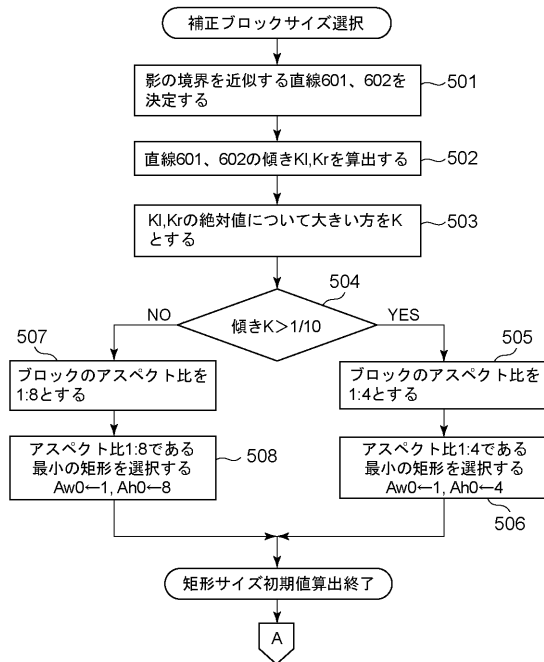 補正ブロックサイズ選択
影の境界を近似する直線601、602を
決定する
501
直線601、602の傾きKl,Krを算出する
502
Kl,Krの絶対値について大きい方をK
とする
503
504
傾きK＞1/10
NO
YES
507
ブロックのアスペクト比を
1:8とする
505
ブロックのアスペクト比を
1:4とする
アスペクト比1:8である
最小の矩形を選択する
Aw0←1, Ah0←8
508
アスペクト比1:4である
最小の矩形を選択する
Aw0←1, Ah0←4
506
矩形サイズ初期値算出終了
A